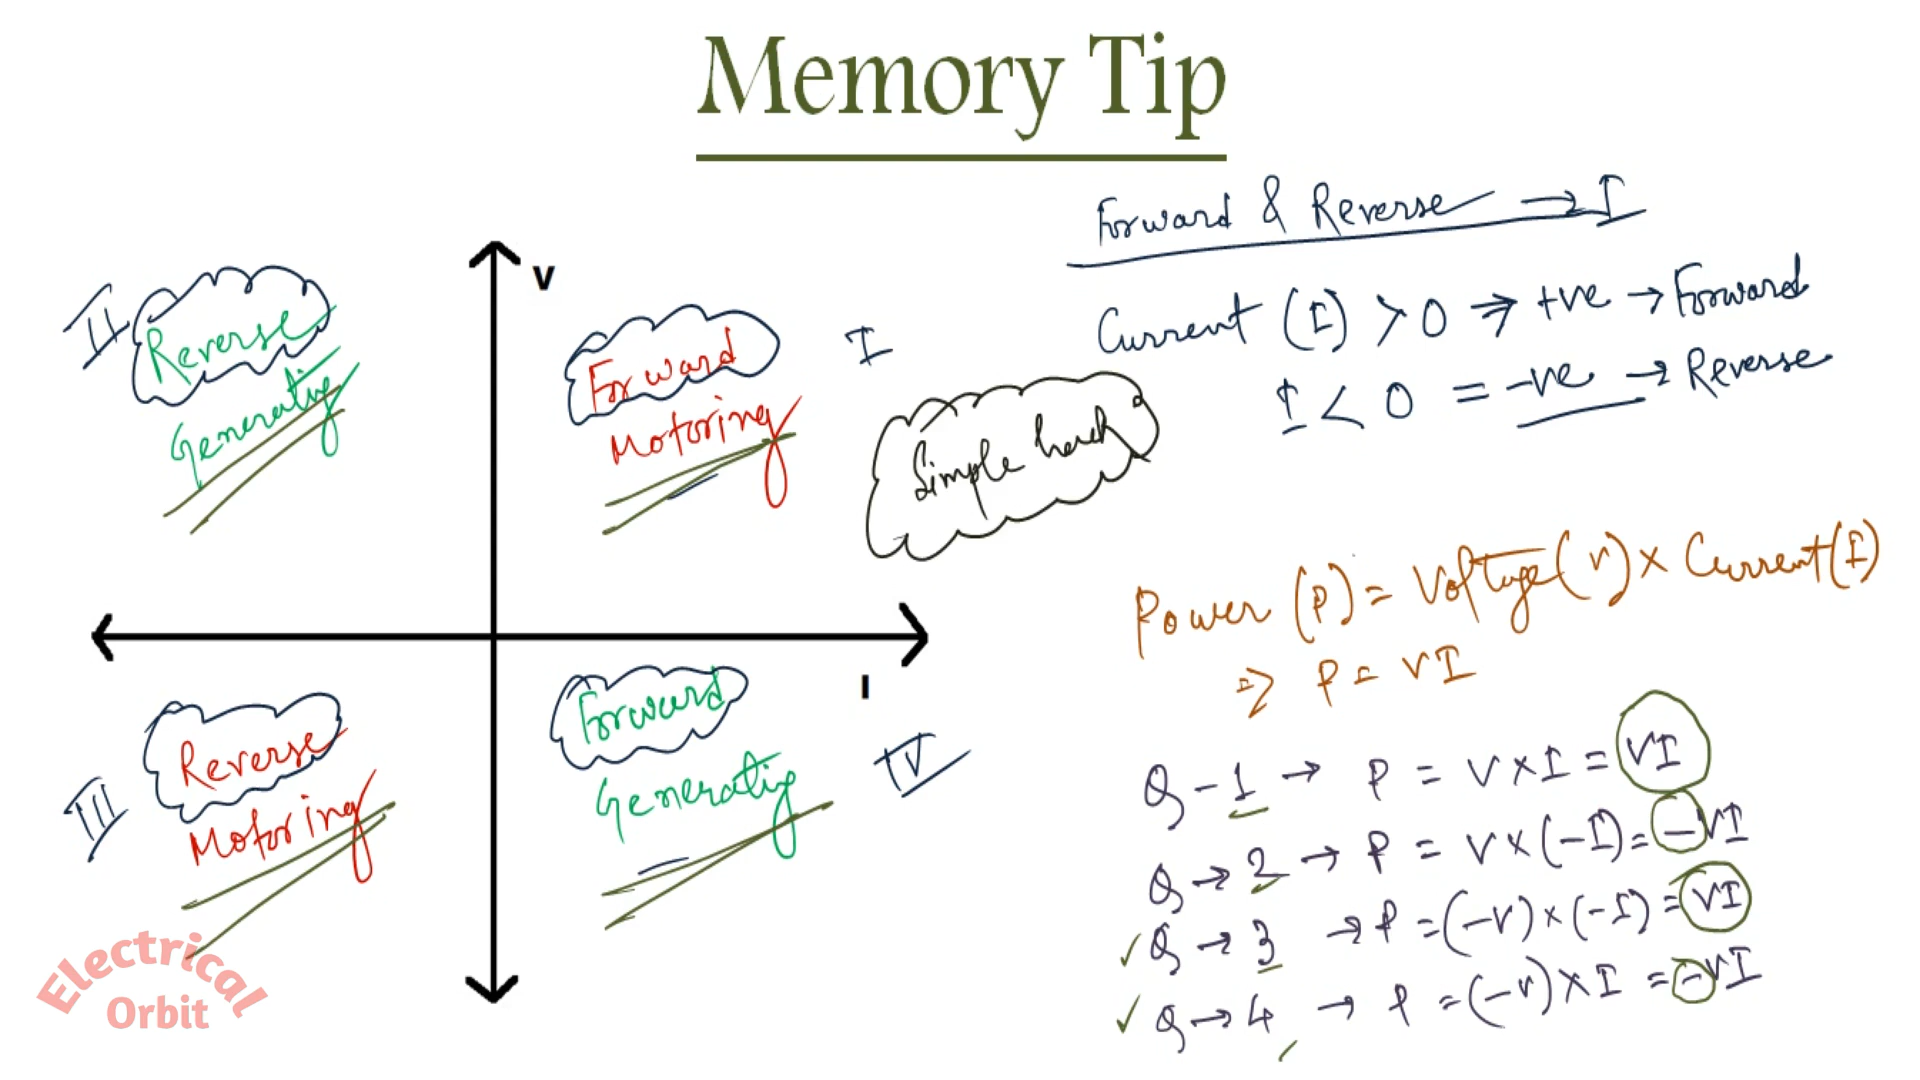 Memory Tip
Forward & Reverse → I
Current (I) > 0 ⇒ +ve → Forward
I < 0 = -ve → Reverse
V
II
Reverse
Generating
Forward
Motoring
I
Simple hack
Power (P) = Voltage (V) × Current (I)
⇒ P = VI
I
III
Reverse
Motoring
Forward
Generating
IV
Q - 1 → P = V × I = VI
Q → 2 → P = V × (-I) = -VI
✓ Q → 3 → P = (-V) × (-I) = VI
✓ Q → 4 → P = (-V) × I = -VI
Electrical
Orbit